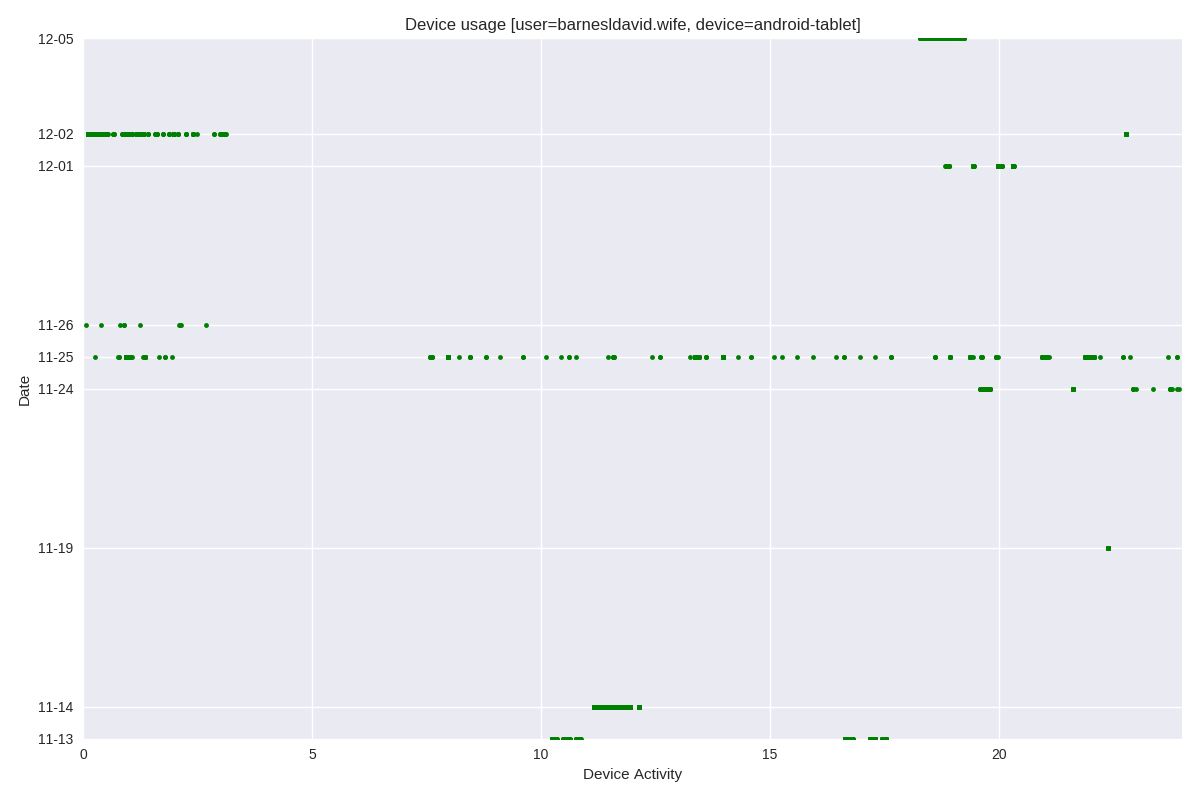 Device usage [user=barnesldavid.wife, device=android-tablet]
12-05
12-02
12-01
11-26
11-25
11-24
Date
11-19
11-14
11-13
0 5 10 15 20
Device Activity